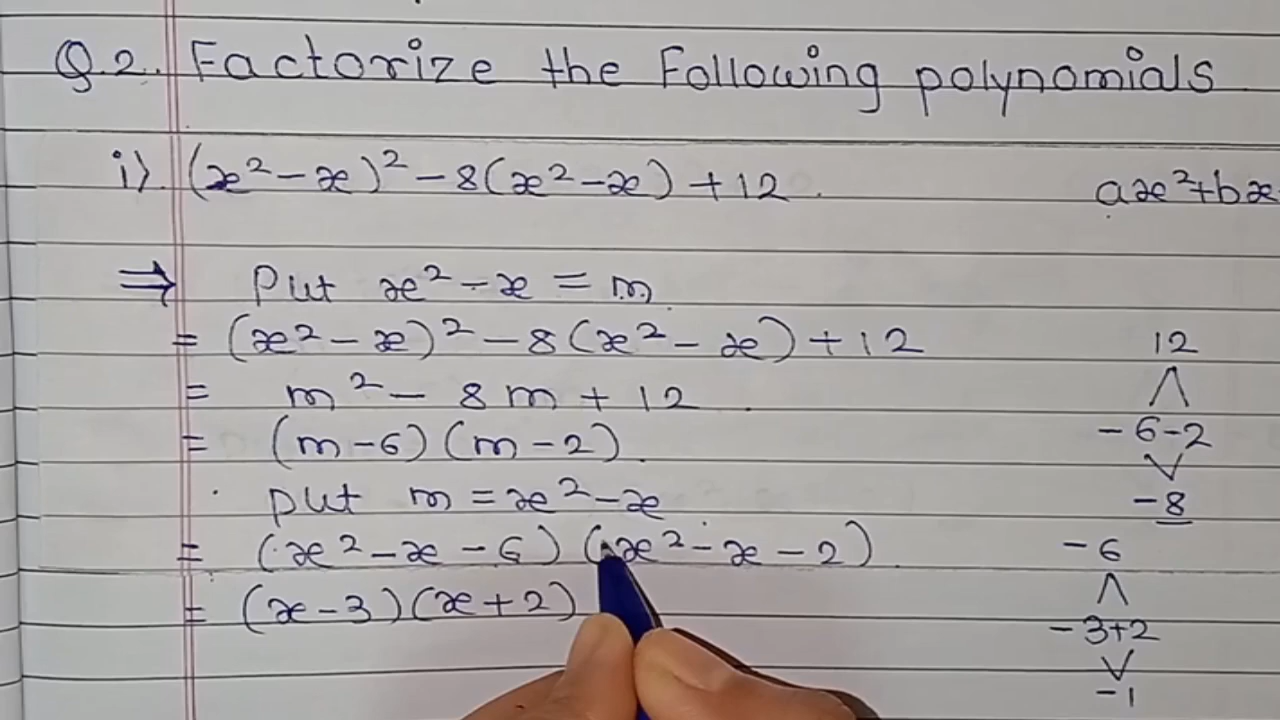 Q.2. Factorize the Following polynomials
i) (x² - x)² - 8(x² - x) + 12.
ax² + bx
⇒ Put x² - x = m.
= (x² - x)² - 8(x² - x) + 12
= m² - 8m + 12.
= (m - 6)(m - 2).
put m = x² - x
= (x² - x - 6)(x² - x - 2).
= (x - 3)(x + 2)
12
- 6 - 2
- 8
- 6
- 3 + 2
- 1